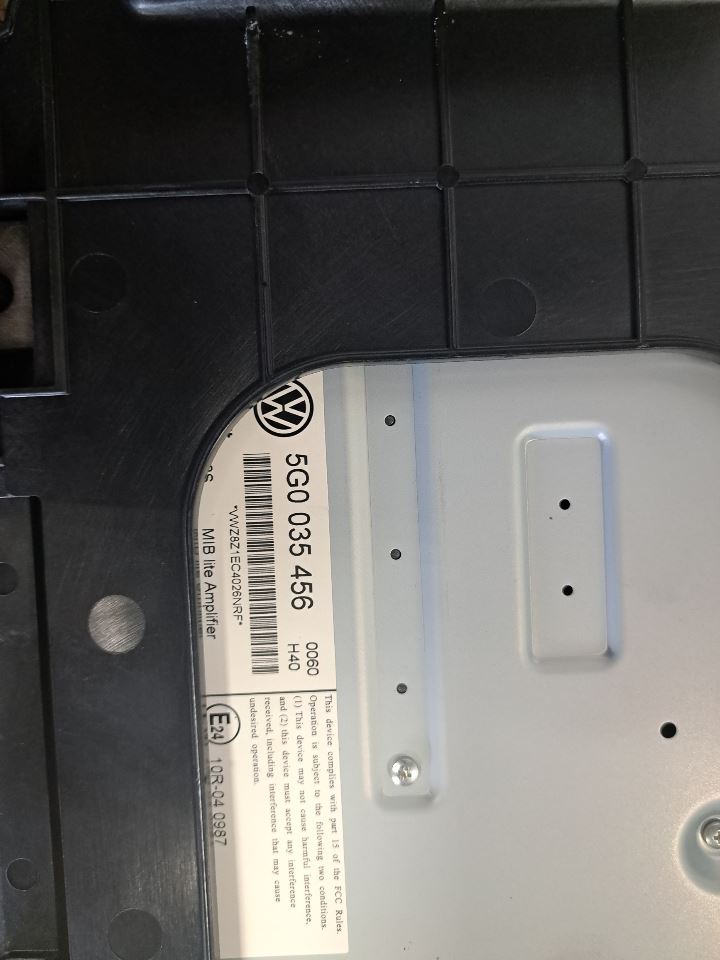 5G0 035 456
0060
H40
*VWZ8Z1EC4026NRF*
MIB lite Amplifier
This device complies with part 15 of the FCC Rules.
Operation is subject to the following two conditions.
(1) This device may not cause harmful interference,
and (2) this device must accept any interference
received, including interference that may cause
undesired operation.
E24 10R-04 0987